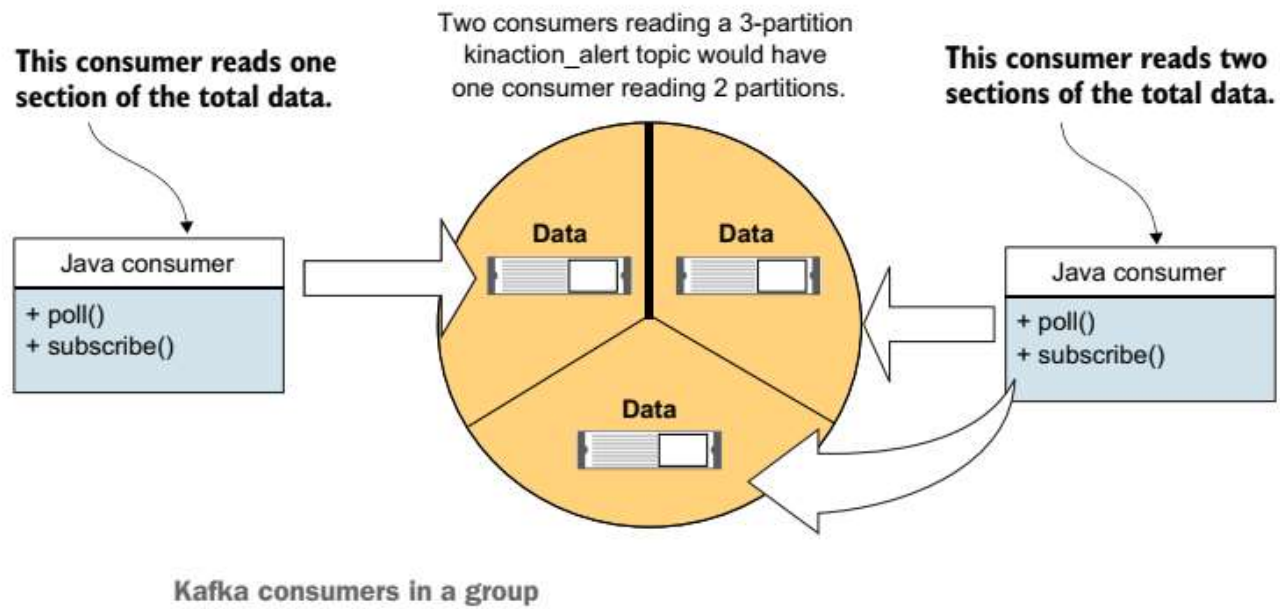 Two consumers reading a 3-partition
kinaction_alert topic would have
one consumer reading 2 partitions.
This consumer reads one
section of the total data.
This consumer reads two
sections of the total data.
Data
Data
Java consumer
+ poll()
+ subscribe()
Java consumer
+ poll()
+ subscribe()
Data
Kafka consumers in a group